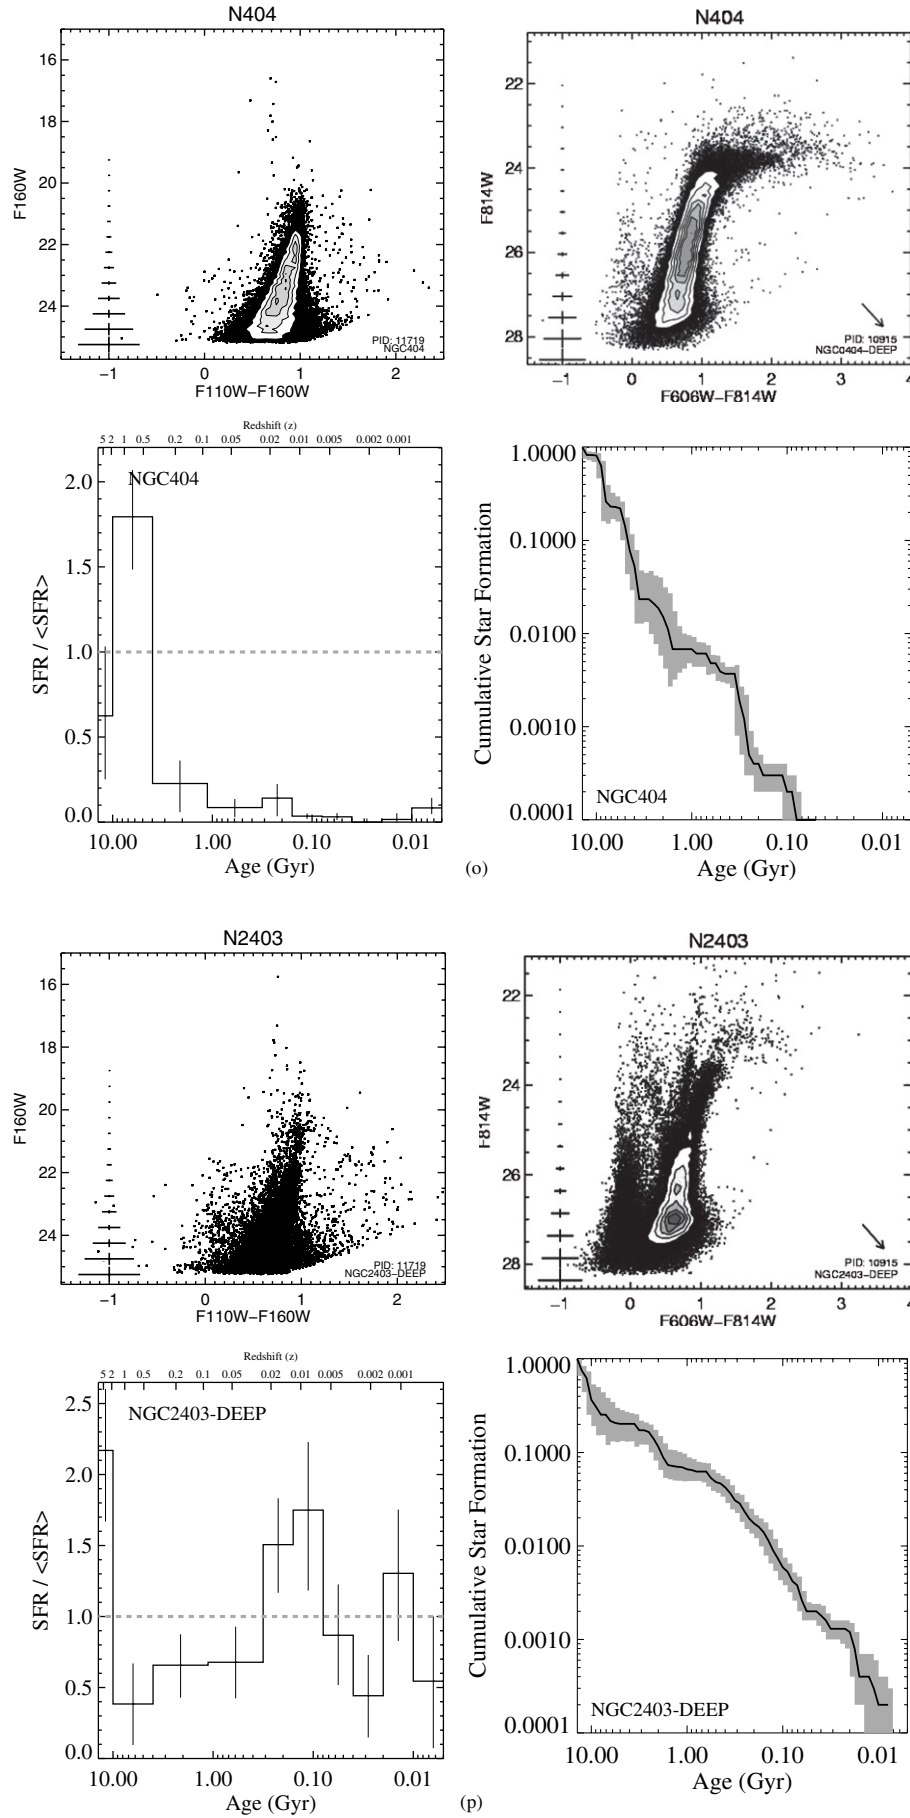 N404
16
18
20
22
24
F160W
PID: 11719
NGC404
−1 0 1 2
F110W−F160W
N404
22
24
26
28
F814W
PID: 10915
NGC0404−DEEP
−1 0 1 2 3 4
F606W−F814W
Redshift (z)
5 2 1 0.5 0.2 0.1 0.05 0.02 0.01 0.005 0.002 0.001
NGC404
2.0
1.5
1.0
0.5
0.0
SFR / <SFR>
10.00 1.00 0.10 0.01
Age (Gyr)
1.0000
0.1000
0.0100
0.0010
0.0001
Cumulative Star Formation
NGC404
10.00 1.00 0.10 0.01
Age (Gyr)
(o)
N2403
16
18
20
22
24
F160W
PID: 11719
NGC2403−DEEP
−1 0 1 2
F110W−F160W
N2403
22
24
26
28
F814W
PID: 10915
NGC2403−DEEP
−1 0 1 2 3 4
F606W−F814W
Redshift (z)
5 2 1 0.5 0.2 0.1 0.05 0.02 0.01 0.005 0.002 0.001
NGC2403-DEEP
2.5
2.0
1.5
1.0
0.5
0.0
SFR / <SFR>
10.00 1.00 0.10 0.01
Age (Gyr)
1.0000
0.1000
0.0100
0.0010
0.0001
Cumulative Star Formation
NGC2403-DEEP
10.00 1.00 0.10 0.01
Age (Gyr)
(p)